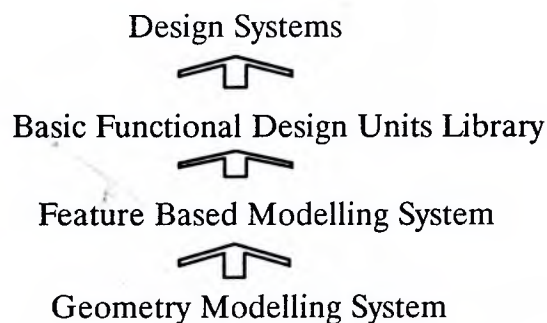 Design Systems
Basic Functional Design Units Library
Feature Based Modelling System
Geometry Modelling System